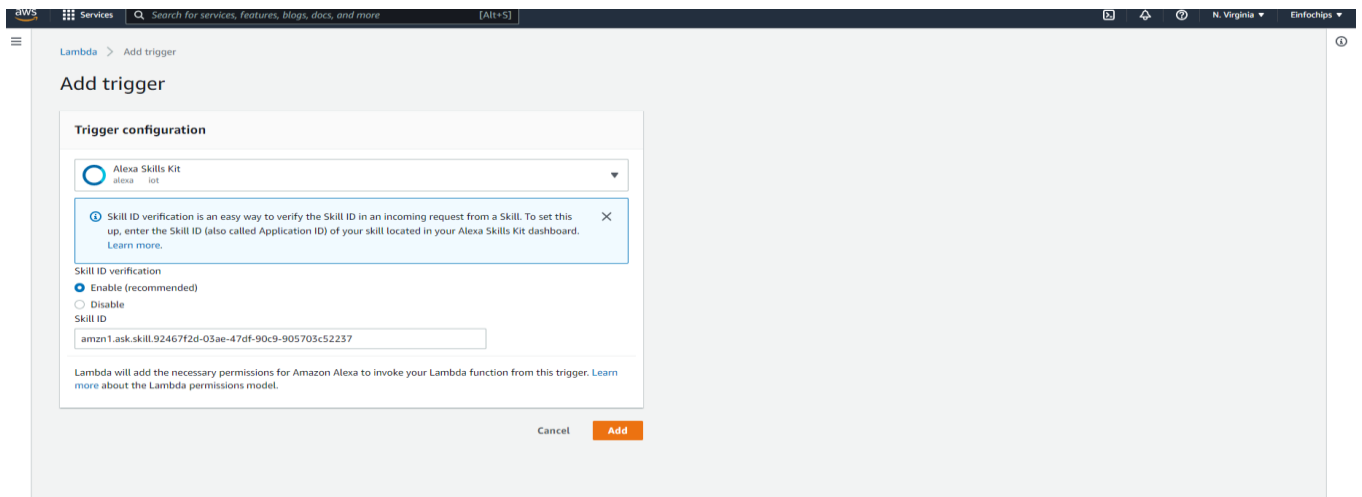 aws Services Search for services, features, blogs, docs, and more [Alt+S] N. Virginia Einfochips
Lambda > Add trigger
Add trigger
Trigger configuration
Alexa Skills Kit
alexa iot
Skill ID verification is an easy way to verify the Skill ID in an incoming request from a Skill. To set this
up, enter the Skill ID (also called Application ID) of your skill located in your Alexa Skills Kit dashboard.
Learn more.
Skill ID verification
Enable (recommended)
Disable
Skill ID
amzn1.ask.skill.92467f2d-03ae-47df-90c9-905703c52237
Lambda will add the necessary permissions for Amazon Alexa to invoke your Lambda function from this trigger. Learn
more about the Lambda permissions model.
Cancel Add